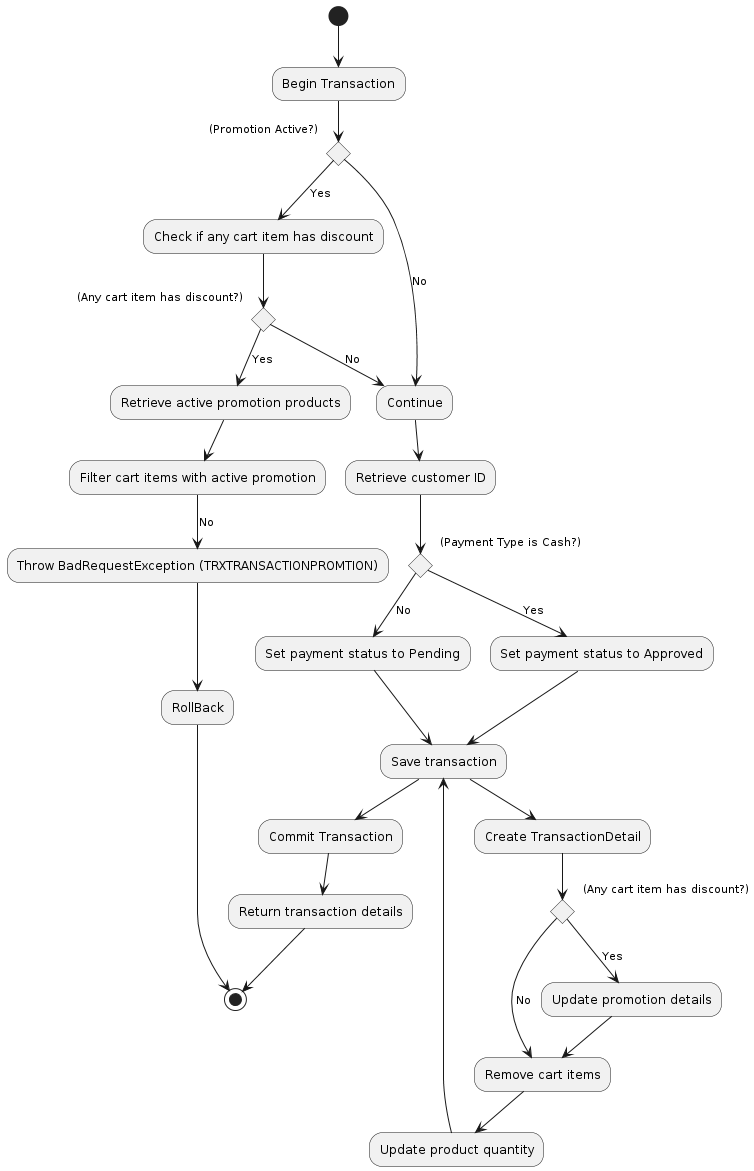 Begin Transaction
(Promotion Active?)
Yes
Check if any cart item has discount
No
(Any cart item has discount?)
Yes
No
Retrieve active promotion products
Continue
Filter cart items with active promotion
Retrieve customer ID
No
(Payment Type is Cash?)
Throw BadRequestException (TRXTRANSACTIONPROMTION)
No
Yes
Set payment status to Pending
Set payment status to Approved
RollBack
Save transaction
Commit Transaction
Create TransactionDetail
(Any cart item has discount?)
Return transaction details
Yes
No
Update promotion details
Remove cart items
Update product quantity